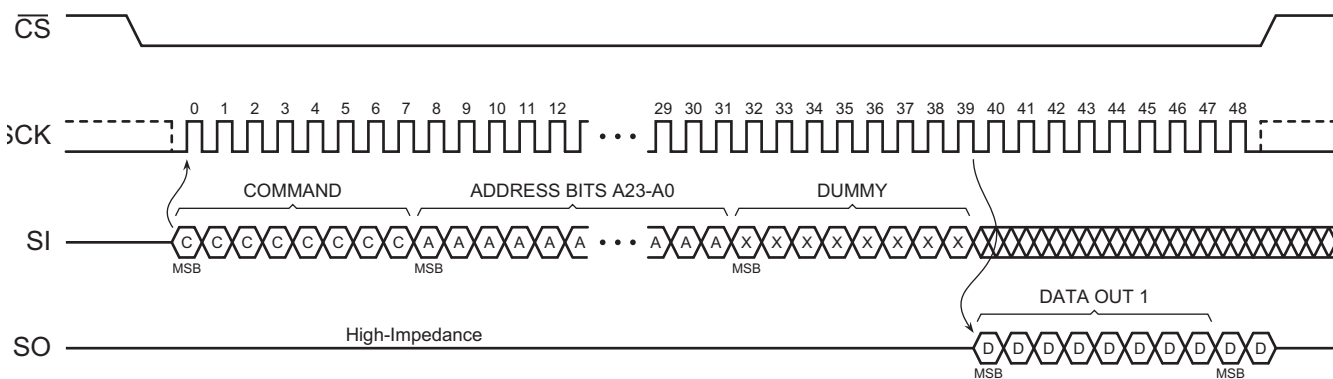 CS
0 1 2 3 4 5 6 7 8 9 10 11 12 29 30 31 32 33 34 35 36 37 38 39 40 41 42 43 44 45 46 47 48
SCK
COMMAND ADDRESS BITS A23-A0 DUMMY
SI C C C C C C C C A A A A A A • • • A A A X X X X X X X X
MSB MSB MSB
DATA OUT 1
High-Impedance
SO D D D D D D D D D D
MSB MSB